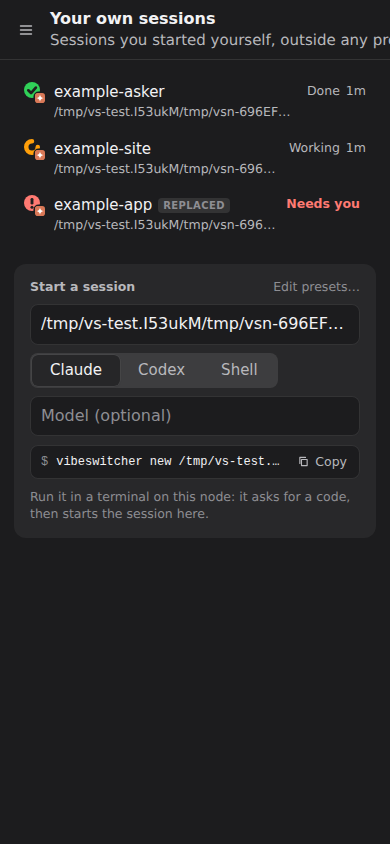 Your own sessions
Sessions you started yourself, outside any pr
example-asker Done 1m
/tmp/vs-test.I53ukM/tmp/vsn-696EF…
example-site Working 1m
/tmp/vs-test.I53ukM/tmp/vsn-696…
example-app REPLACED Needs you
/tmp/vs-test.I53ukM/tmp/vsn-696…
Start a session Edit presets…
/tmp/vs-test.I53ukM/tmp/vsn-696EF…
Claude Codex Shell
Model (optional)
$ vibeswitcher new /tmp/vs-test.… Copy
Run it in a terminal on this node: it asks for a code,
then starts the session here.